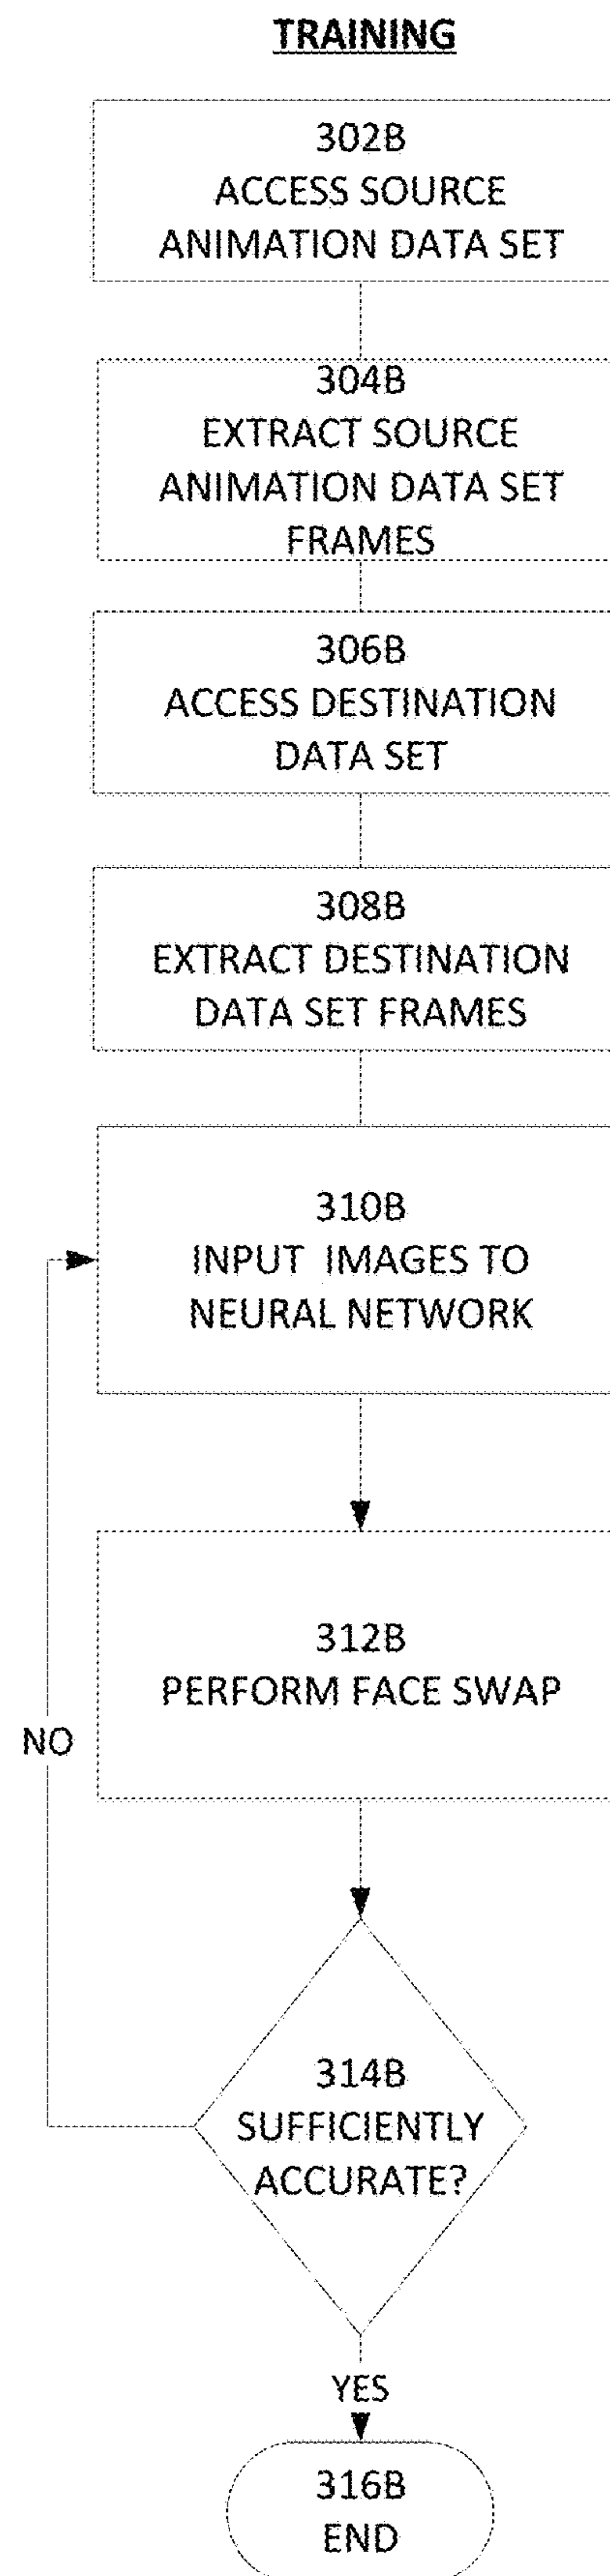 TRAINING
302B
ACCESS SOURCE
ANIMATION DATA SET
304B
EXTRACT SOURCE
ANIMATION DATA SET
FRAMES
306B
ACCESS DESTINATION
DATA SET
308B
EXTRACT DESTINATION
DATA SET FRAMES
310B
INPUT IMAGES TO
NEURAL NETWORK
312B
PERFORM FACE SWAP
NO
314B
SUFFICIENTLY
ACCURATE?
YES
316B
END